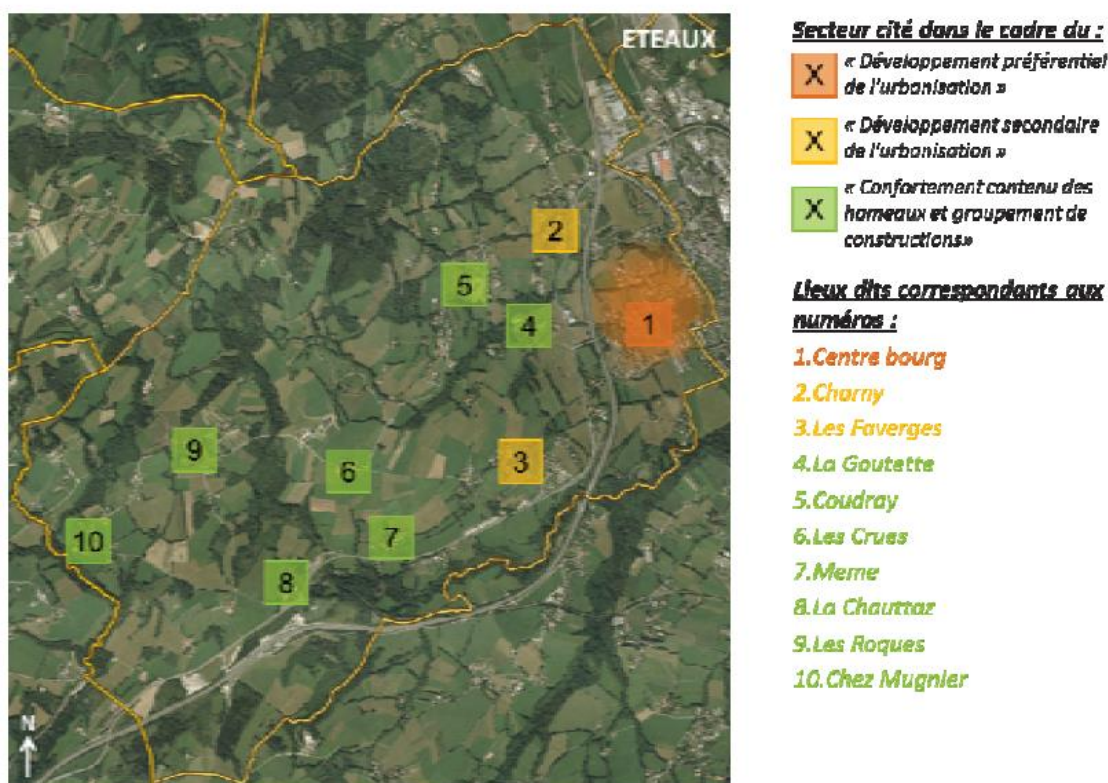 ETEAUX
2
5
4
1
9
6
3
7
10
8
N
Secteur cité dans le cadre du :
X « Développement préférentiel
de l'urbanisation »
X « Développement secondaire
de l'urbanisation »
X « Confortement contenu des
hameaux et groupement de
constructions»
Lieux dits correspondants aux
numéros :
1.Centre bourg
2.Charny
3.Les Faverges
4.La Goutette
5.Coudray
6.Les Crues
7.Meme
8.La Chauttaz
9.Les Roques
10.Chez Mugnier